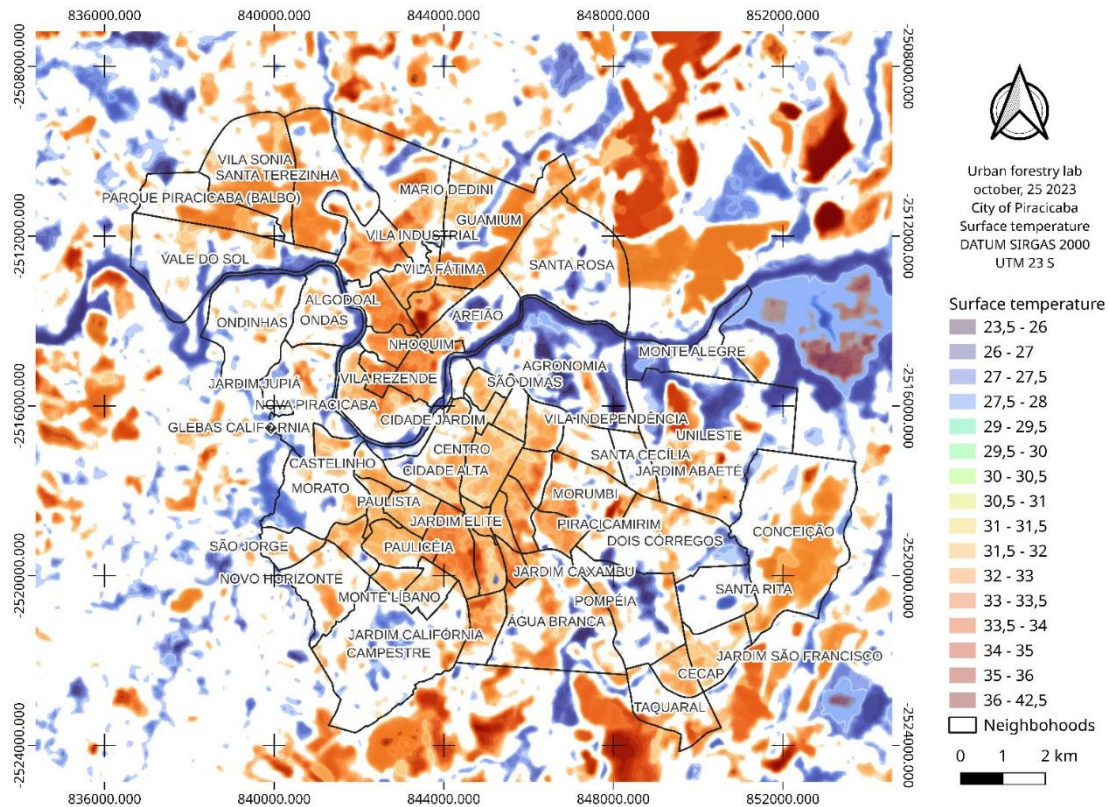 836000.000 840000.000 844000.000 848000.000 852000.000
-2508000.000 -2508000.000
-2512000.000 -2512000.000
-2516000.000 -2516000.000
-2520000.000 -2520000.000
-2524000.000 -2524000.000
VILA SONIA
SANTA TEREZINHA
PARQUE PIRACICABA (BALBO)
MARIO DEDINI
GUAMIUM
VILA INDUSTRIAL
VALE DO SOL
VILA FÁTIMA
SANTA ROSA
ALGODOAL
ONDINHAS
ONDAS
AREIÃO
NHOQUIM
MONTE ALEGRE
AGRONOMIA
JARDIM JUPIÁ
VILA REZENDE
SÃO DIMAS
NOVA PIRACICABA
CIDADE JARDIM
VILA INDEPENDÊNCIA
GLEBAS CALIF�RNIA
UNILESTE
CENTRO
SANTA CECÍLIA
CASTELINHO
CIDADE ALTA
JARDIM ABAETÉ
MORATO
PAULISTA
MORUMBI
JARDIM ELITE
PIRACICAMIRIM
CONCEIÇÃO
DOIS CÓRREGOS
SÃO JORGE
PAULICÉIA
NOVO HORIZONTE
JARDIM CAXAMBU
SANTA RITA
MONTE LÍBANO
POMPÉIA
ÁGUA BRANCA
JARDIM CALIFÓRNIA
CAMPESTRE
JARDIM SÃO FRANCISCO
CECAP
TAQUARAL
836000.000 840000.000 844000.000 848000.000 852000.000
Urban forestry lab
october, 25 2023
City of Piracicaba
Surface temperature
DATUM SIRGAS 2000
UTM 23 S
Surface temperature
23,5 - 26
26 - 27
27 - 27,5
27,5 - 28
29 - 29,5
29,5 - 30
30 - 30,5
30,5 - 31
31 - 31,5
31,5 - 32
32 - 33
33 - 33,5
33,5 - 34
34 - 35
35 - 36
36 - 42,5
Neighbohoods
0 1 2 km